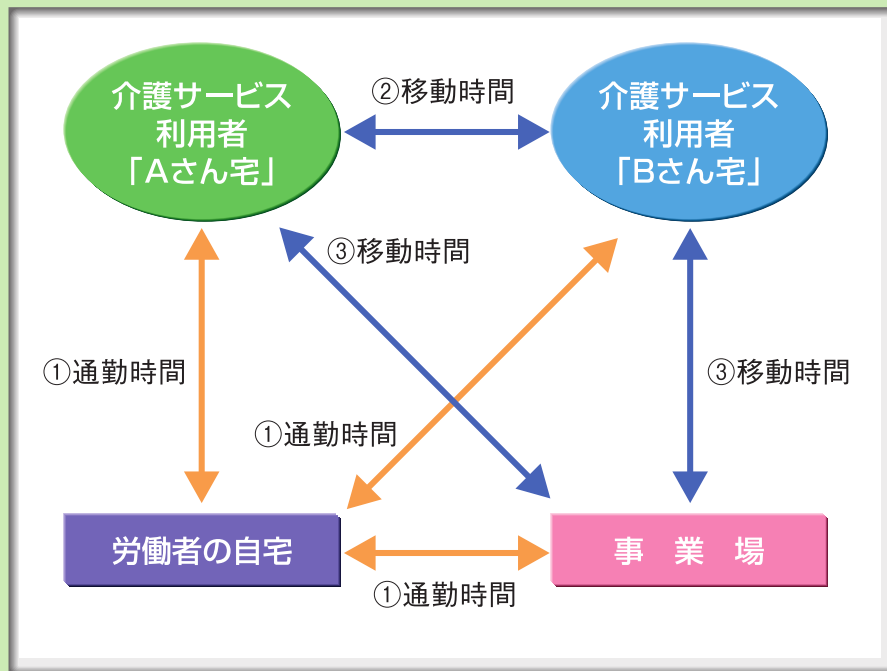 介護サービス
利用者
「Aさん宅」
②移動時間
介護サービス
利用者
「Bさん宅」
③移動時間
①通勤時間
③移動時間
①通勤時間
労働者の自宅
事 業 場
①通勤時間